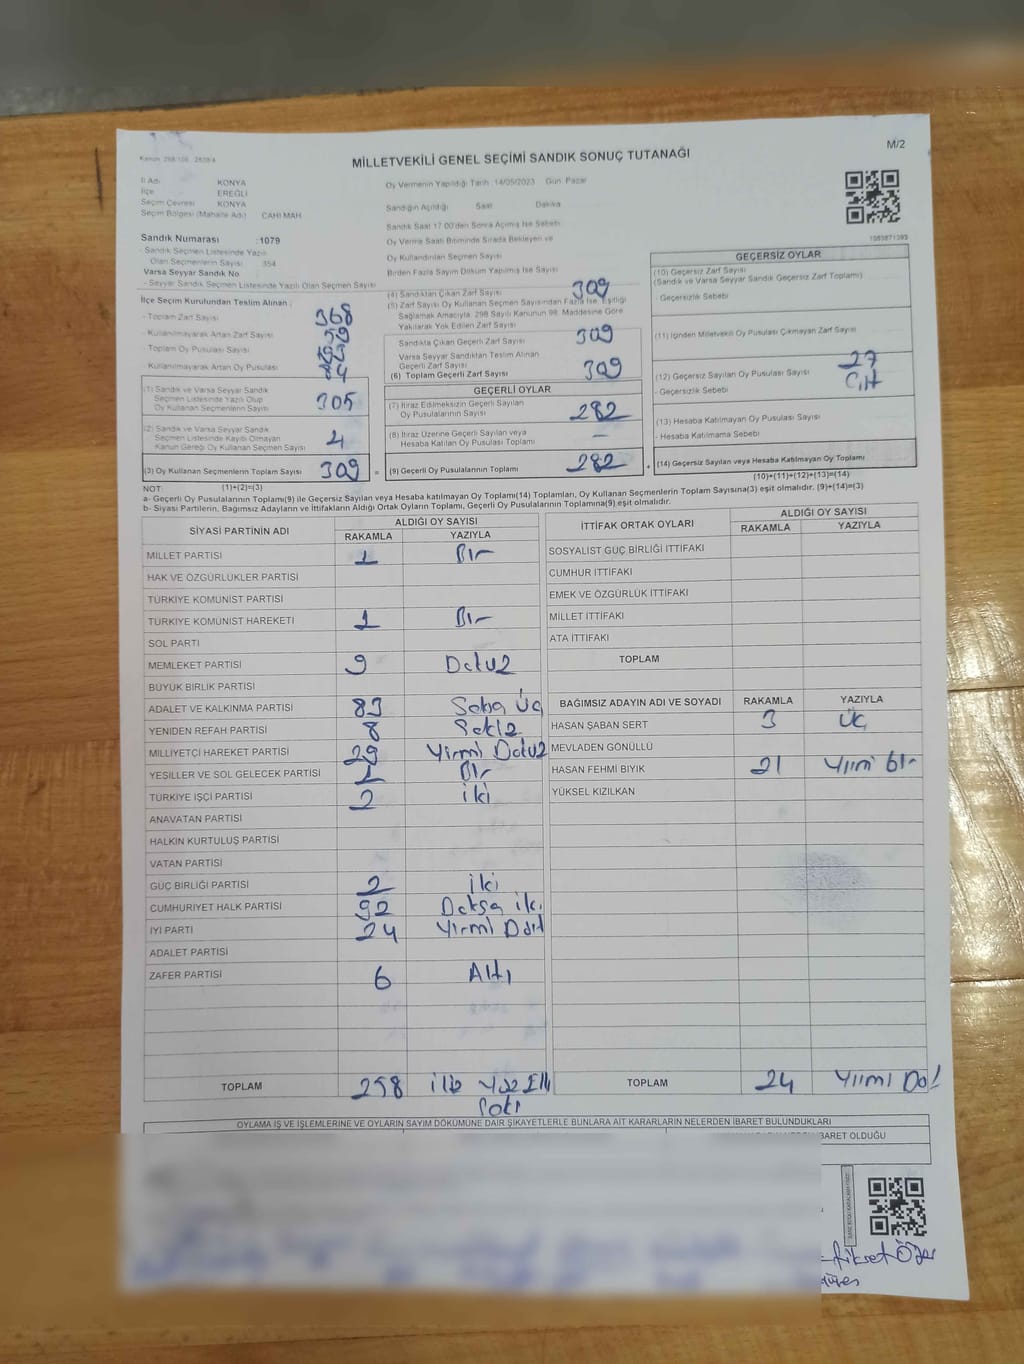 M/2
MİLLETVEKİLİ GENEL SEÇİMİ SANDIK SONUÇ TUTANAĞI
İl Adı KONYA
İlçe EREĞLİ
Seçim Çevresi KONYA
Seçim Bölgesi (Mahalle Adı) CAHI MAH
Sandık Numarası :1079
- Sandık Seçmen Listesinde Yazılı
Olan Seçmenlerin Sayısı :354
Varsa Seyyar Sandık No
- Seyyar Sandık Seçmen Listesinde Yazılı Olan Seçmen Sayısı
Oy Vermenin Yapıldığı Tarih :14/05/2023 Gün: Pazar
Sandığın Açıldığı Saat Dakika
Sandık Saat 17.00'den Sonra Açılmış İse Sebebi
Oy Verme Saati Bitiminde Sırada Bekleyen ve
Oy Kullandırılan Seçmen Sayısı
Birden Fazla Sayım Döküm Yapılmış İse Sayısı
İlçe Seçim Kurulundan Teslim Alınan :
- Toplam Zarf Sayısı 368
- Kullanılmayarak Artan Zarf Sayısı 59
- Toplam Oy Pusulası Sayısı
- Kullanılmayarak Artan Oy Pusulası 84
(1) Sandık ve Varsa Seyyar Sandık
Seçmen Listesinde Yazılı Olup
Oy Kullanan Seçmenlerin Sayısı 305
(2) Sandık ve Varsa Seyyar Sandık
Seçmen Listesinde Kayıtlı Olmayan
Kanun Gereği Oy Kullanan Seçmen Sayısı 4
(3) Oy Kullanan Seçmenlerin Toplam Sayısı 309
(1)+(2)=(3)
(4) Sandıktan Çıkan Zarf Sayısı 309
(5) Zarf Sayısı Oy Kullanan Seçmen Sayısından Fazla İse, Eşitliği
Sağlamak Amacıyla, 298 Sayılı Kanunun 98. Maddesine Göre
Yakılarak Yok Edilen Zarf Sayısı
Sandıkta Çıkan Geçerli Zarf Sayısı 309
Varsa Seyyar Sandıktan Teslim Alınan
Geçerli Zarf Sayısı
(6) Toplam Geçerli Zarf Sayısı 309
GEÇERLİ OYLAR
(7) İtiraz Edilmeksizin Geçerli Sayılan
Oy Pusulalarının Sayısı 282
(8) İtiraz Üzerine Geçerli Sayılan ve
Hesaba Katılan Oy Pusulası Toplamı —
= (9) Geçerli Oy Pusulalarının Toplamı 282
GEÇERSİZ OYLAR
(10) Geçersiz Zarf Sayısı
(Sandık ve Varsa Seyyar Sandık Geçersiz Zarf Toplamı)
- Geçersizlik Sebebi
(11) İçinden Milletvekili Oy Pusulası Çıkmayan Zarf Sayısı
(12) Geçersiz Sayılan Oy Pusulası Sayısı 27
- Geçersizlik Sebebi Çift
(13) Hesaba Katılmayan Oy Pusulası Sayısı
- Hesaba Katılmama Sebebi
+ (14) Geçersiz Sayılan veya Hesaba Katılmayan Oy Toplamı
(10)+(11)+(12)+(13)=(14)
NOT:
a- Geçerli Oy Pusulalarının Toplamı(9) ile Geçersiz Sayılan veya Hesaba katılmayan Oy Toplamı(14) Toplamları, Oy Kullanan Seçmenlerin Toplam Sayısına(3) eşit olmalıdır. (9)+(14)=(3)
b- Siyasi Partilerin, Bağımsız Adayların ve İttifakların Aldığı Ortak Oyların Toplamı, Geçerli Oy Pusulalarının Toplamına(9) eşit olmalıdır.
SİYASİ PARTİNİN ADI ALDIĞI OY SAYISI
RAKAMLA YAZIYLA
MİLLET PARTİSİ 1 Bir
HAK VE ÖZGÜRLÜKLER PARTİSİ
TÜRKİYE KOMÜNİST PARTİSİ
TÜRKİYE KOMÜNİST HAREKETİ 1 Bir
SOL PARTİ
MEMLEKET PARTİSİ 9 Dokuz
BÜYÜK BİRLİK PARTİSİ
ADALET VE KALKINMA PARTİSİ 83 Seksa Üç
YENİDEN REFAH PARTİSİ 8 Sekiz
MİLLİYETÇİ HAREKET PARTİSİ 29 Yirmi Dokuz
YEŞİLLER VE SOL GELECEK PARTİSİ 1 Bir
TÜRKİYE İŞÇİ PARTİSİ 2 iki
ANAVATAN PARTİSİ
HALKIN KURTULUŞ PARTİSİ
VATAN PARTİSİ
GÜÇ BİRLİĞİ PARTİSİ 2 iki
CUMHURİYET HALK PARTİSİ 92 Doksa iki
İYİ PARTİ 24 Yirmi Dört
ADALET PARTİSİ
ZAFER PARTİSİ 6 Altı
TOPLAM 258 iki Yüz Elli
Seki
İTTİFAK ORTAK OYLARI ALDIĞI OY SAYISI
RAKAMLA YAZIYLA
SOSYALİST GÜÇ BİRLİĞİ İTTİFAKI
CUMHUR İTTİFAKI
EMEK VE ÖZGÜRLÜK İTTİFAKI
MİLLET İTTİFAKI
ATA İTTİFAKI
TOPLAM
BAĞIMSIZ ADAYIN ADI VE SOYADI RAKAMLA YAZIYLA
HASAN ŞABAN SERT 3 Üç
MEVLADEN GÖNÜLLÜ
HASAN FEHMİ BIYIK 21 Yirmi bir
YÜKSEL KIZILKAN
TOPLAM 24 Yirmi Dö
OYLAMA İŞ VE İŞLEMLERİNE VE OYLARIN SAYIM DÖKÜMÜNE DAİR ŞİKAYETLERLE BUNLARA AİT KARARLARIN NELERDEN İBARET BULUNDUKLARI
BARET OLDUĞU
Fikset Özer